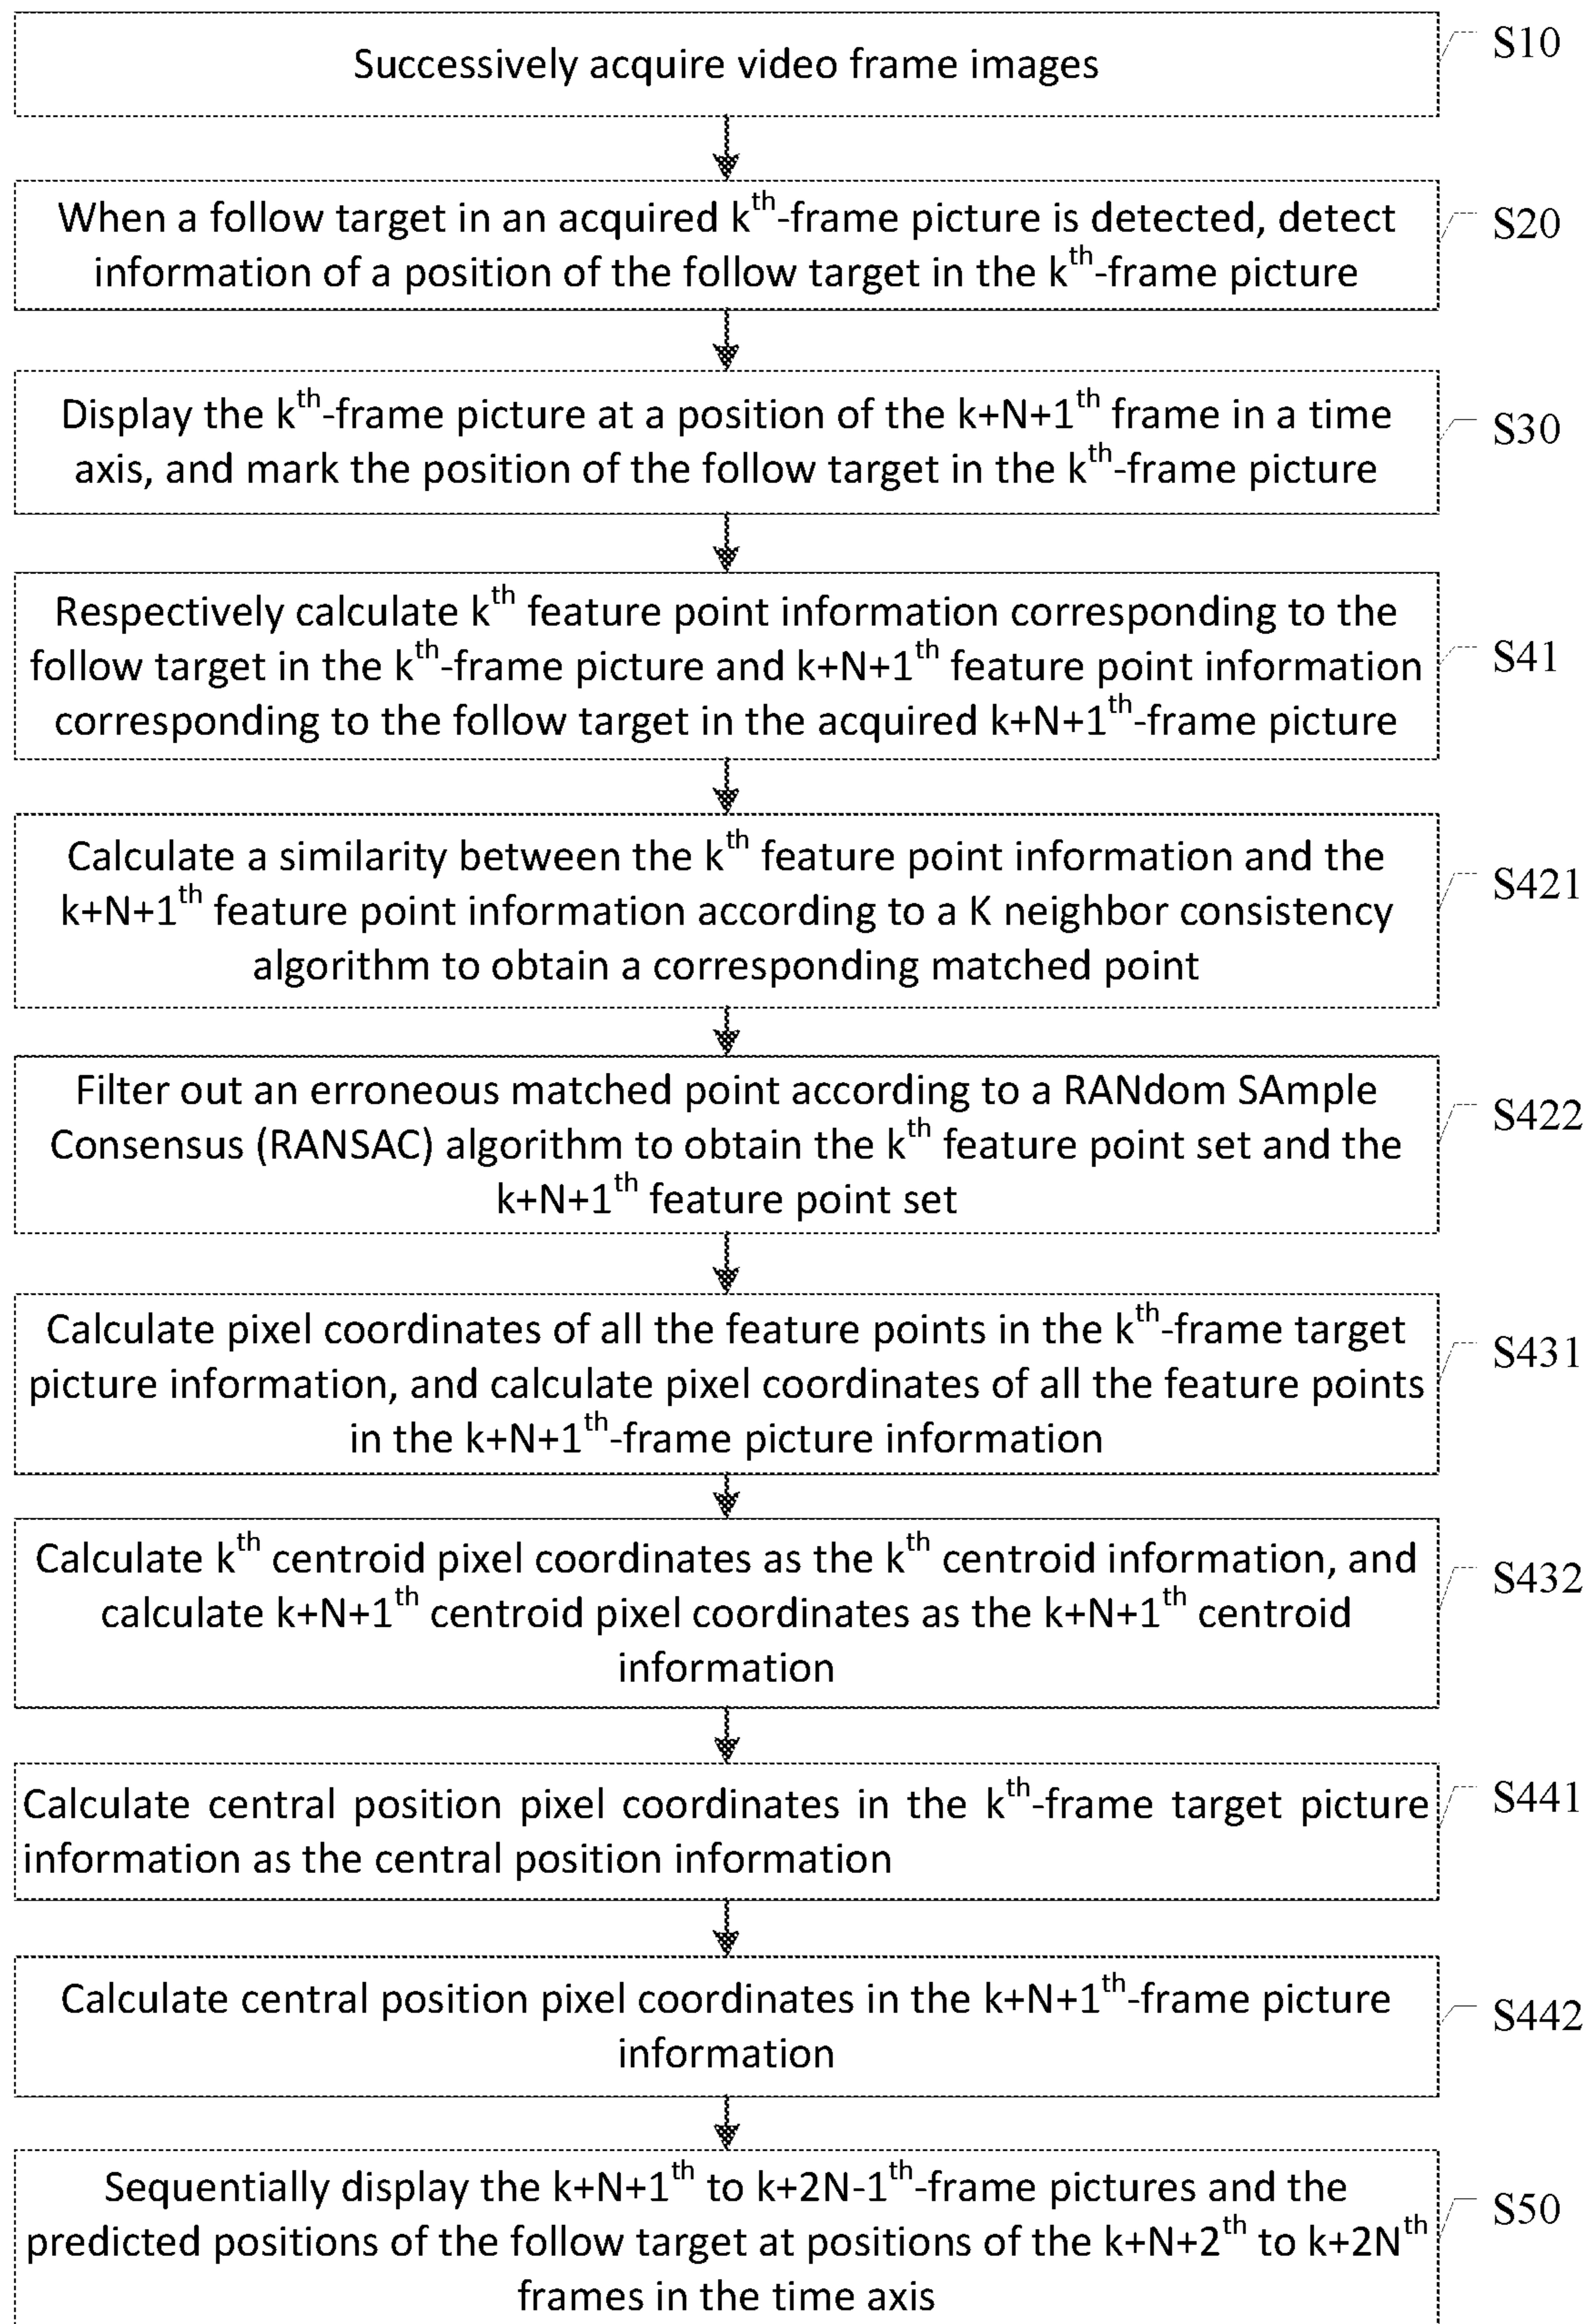 Successively acquire video frame images
S10
When a follow target in an acquired kth-frame picture is detected, detect
information of a position of the follow target in the kth-frame picture
S20
Display the kth-frame picture at a position of the k+N+1th frame in a time
axis, and mark the position of the follow target in the kth-frame picture
S30
Respectively calculate kth feature point information corresponding to the
follow target in the kth-frame picture and k+N+1th feature point information
corresponding to the follow target in the acquired k+N+1th-frame picture
S41
Calculate a similarity between the kth feature point information and the
k+N+1th feature point information according to a K neighbor consistency
algorithm to obtain a corresponding matched point
S421
Filter out an erroneous matched point according to a RANdom SAmple
Consensus (RANSAC) algorithm to obtain the kth feature point set and the
k+N+1th feature point set
S422
Calculate pixel coordinates of all the feature points in the kth-frame target
picture information, and calculate pixel coordinates of all the feature points
in the k+N+1th-frame picture information
S431
Calculate kth centroid pixel coordinates as the kth centroid information, and
calculate k+N+1th centroid pixel coordinates as the k+N+1th centroid
information
S432
Calculate central position pixel coordinates in the kth-frame target picture
information as the central position information
S441
Calculate central position pixel coordinates in the k+N+1th-frame picture
information
S442
Sequentially display the k+N+1th to k+2N-1th-frame pictures and the
predicted positions of the follow target at positions of the k+N+2th to k+2Nth
frames in the time axis
S50